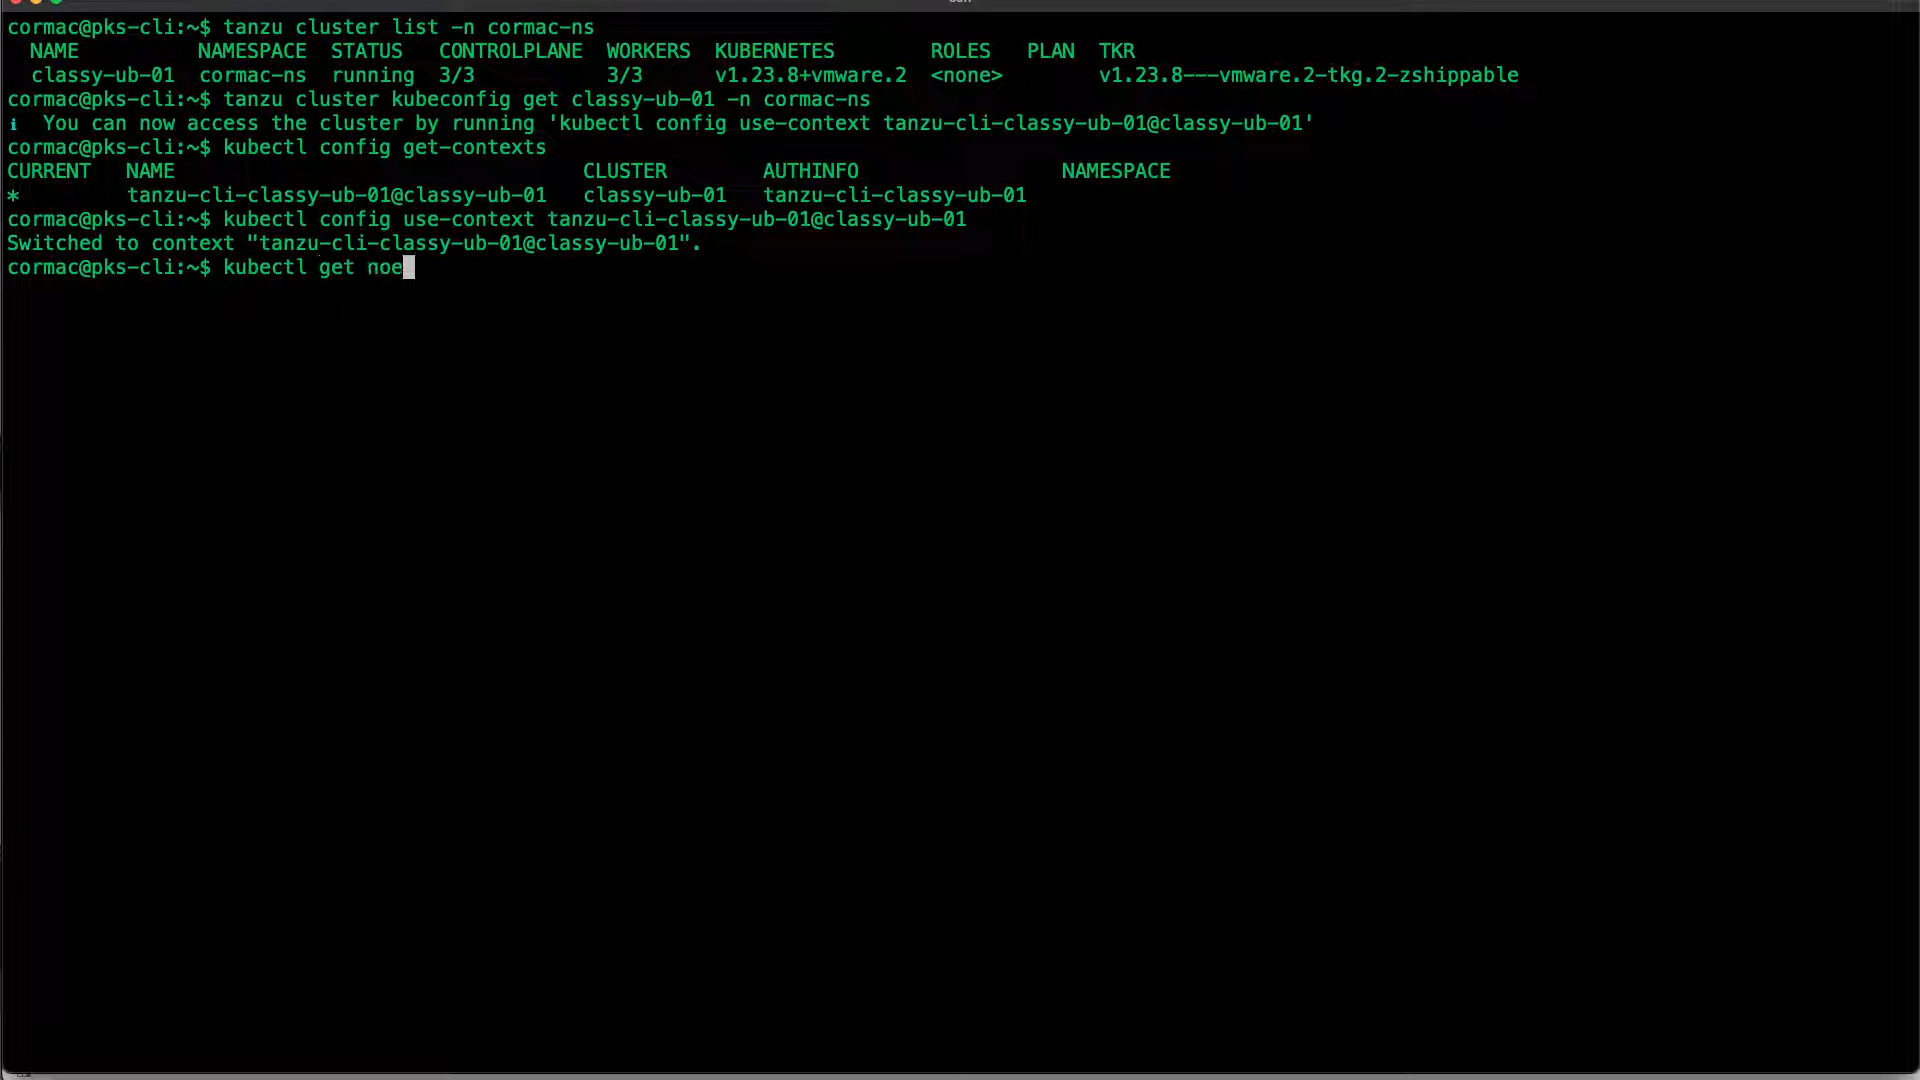 cormac@pks-cli:~$ tanzu cluster list -n cormac-ns
NAME NAMESPACE STATUS CONTROLPLANE WORKERS KUBERNETES ROLES PLAN TKR
classy-ub-01 cormac-ns running 3/3 3/3 v1.23.8+vmware.2 <none> v1.23.8---vmware.2-tkg.2-zshippable
cormac@pks-cli:~$ tanzu cluster kubeconfig get classy-ub-01 -n cormac-ns
i You can now access the cluster by running 'kubectl config use-context tanzu-cli-classy-ub-01@classy-ub-01'
cormac@pks-cli:~$ kubectl config get-contexts
CURRENT NAME CLUSTER AUTHINFO NAMESPACE
* tanzu-cli-classy-ub-01@classy-ub-01 classy-ub-01 tanzu-cli-classy-ub-01
cormac@pks-cli:~$ kubectl config use-context tanzu-cli-classy-ub-01@classy-ub-01
Switched to context "tanzu-cli-classy-ub-01@classy-ub-01".
cormac@pks-cli:~$ kubectl get noe